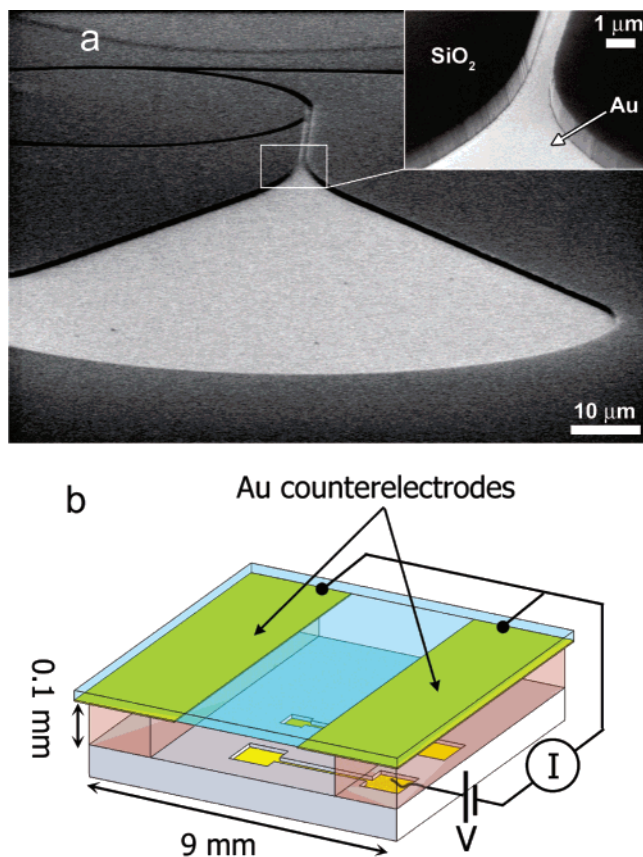 a
1 μm
SiO₂
Au
10 μm
b
Au counterelectrodes
0.1 mm
9 mm
V
I